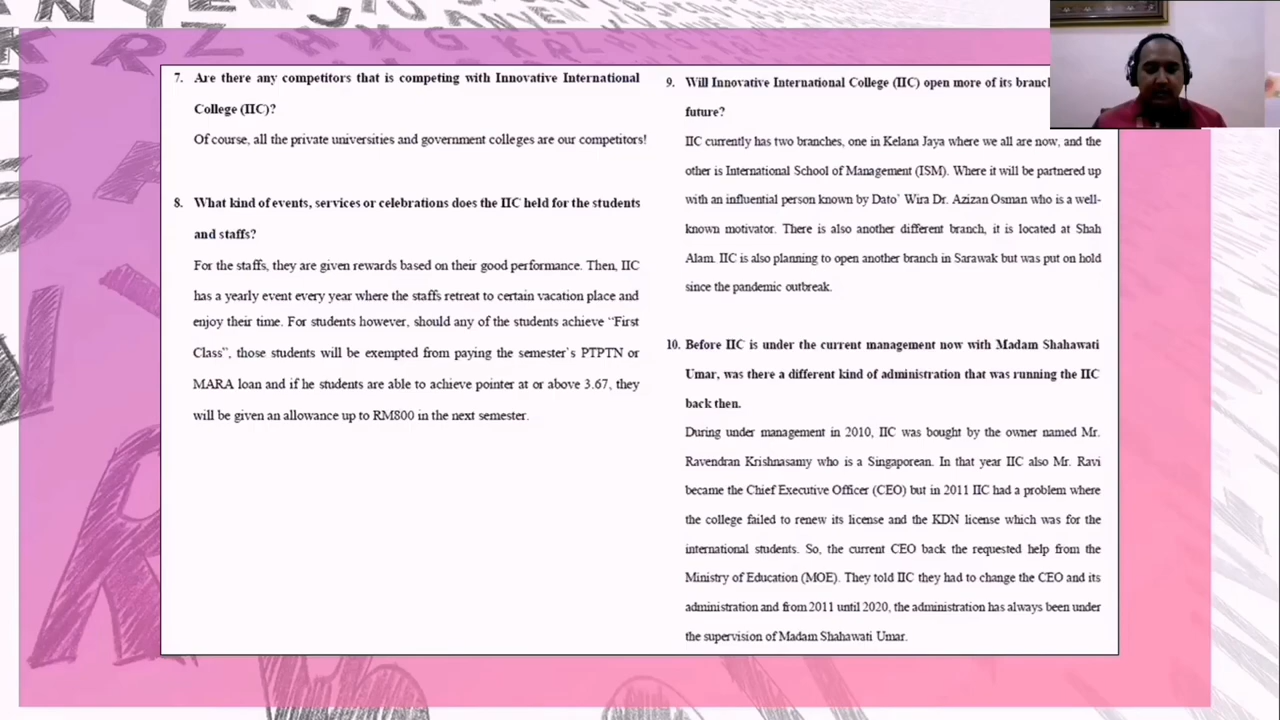 7. Are there any competitors that is competing with Innovative International
College (IIC)?
Of course, all the private universities and government colleges are our competitors!
8. What kind of events, services or celebrations does the IIC held for the students
and staffs?
For the staffs, they are given rewards based on their good performance. Then, IIC
has a yearly event every year where the staffs retreat to certain vacation place and
enjoy their time. For students however, should any of the students achieve “First
Class”, those students will be exempted from paying the semester’s PTPTN or
MARA loan and if he students are able to achieve pointer at or above 3.67, they
will be given an allowance up to RM800 in the next semester.
9. Will Innovative International College (IIC) open more of its
future?
IIC currently has two branches, one in Kelana Jaya where we all are now, and the
other is International School of Management (ISM). Where it will be partnered up
with an influential person known by Dato’ Wira Dr. Azizan Osman who is a well-
known motivator. There is also another different branch, it is located at Shah
Alam. IIC is also planning to open another branch in Sarawak but was put on hold
since the pandemic outbreak.
10. Before IIC is under the current management now with Madam Shahawati
Umar, was there a different kind of administration that was running the IIC
back then.
During under management in 2010, IIC was bought by the owner named Mr.
Ravendran Krishnasamy who is a Singaporean. In that year IIC also Mr. Ravi
became the Chief Executive Officer (CEO) but in 2011 IIC had a problem where
the college failed to renew its license and the KDN license which was for the
international students. So, the current CEO back the requested help from the
Ministry of Education (MOE). They told IIC they had to change the CEO and its
administration and from 2011 until 2020, the administration has always been under
the supervision of Madam Shahawati Umar.